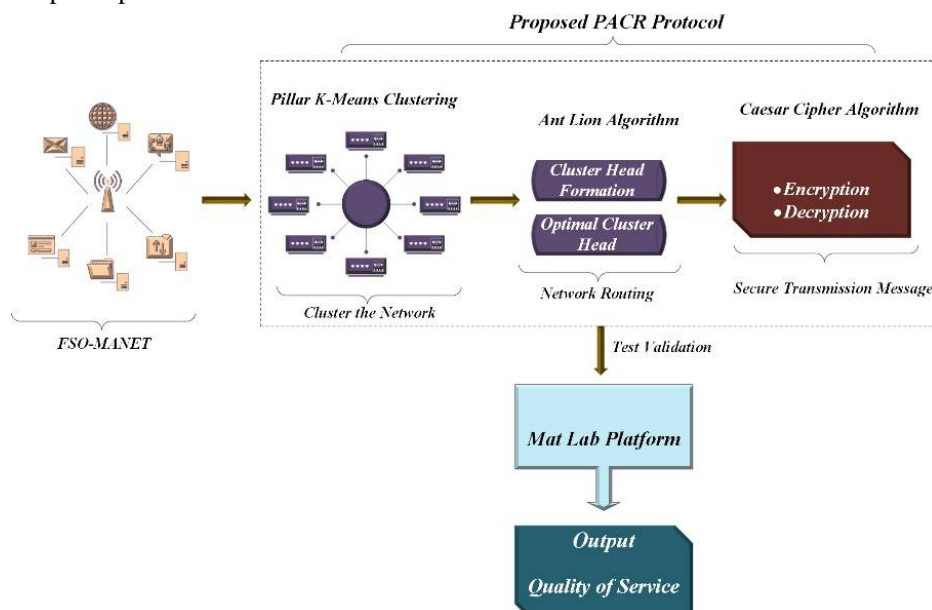 Proposed PACR Protocol
Pillar K-Means Clustering
Ant Lion Algorithm
Caesar Cipher Algorithm
Cluster Head
Formation
Optimal Cluster
Head
•Encryption
•Decryption
Cluster the Network
Network Routing
Secure Transmission Message
FSO-MANET
Test Validation
Mat Lab Platform
Output
Quality of Service